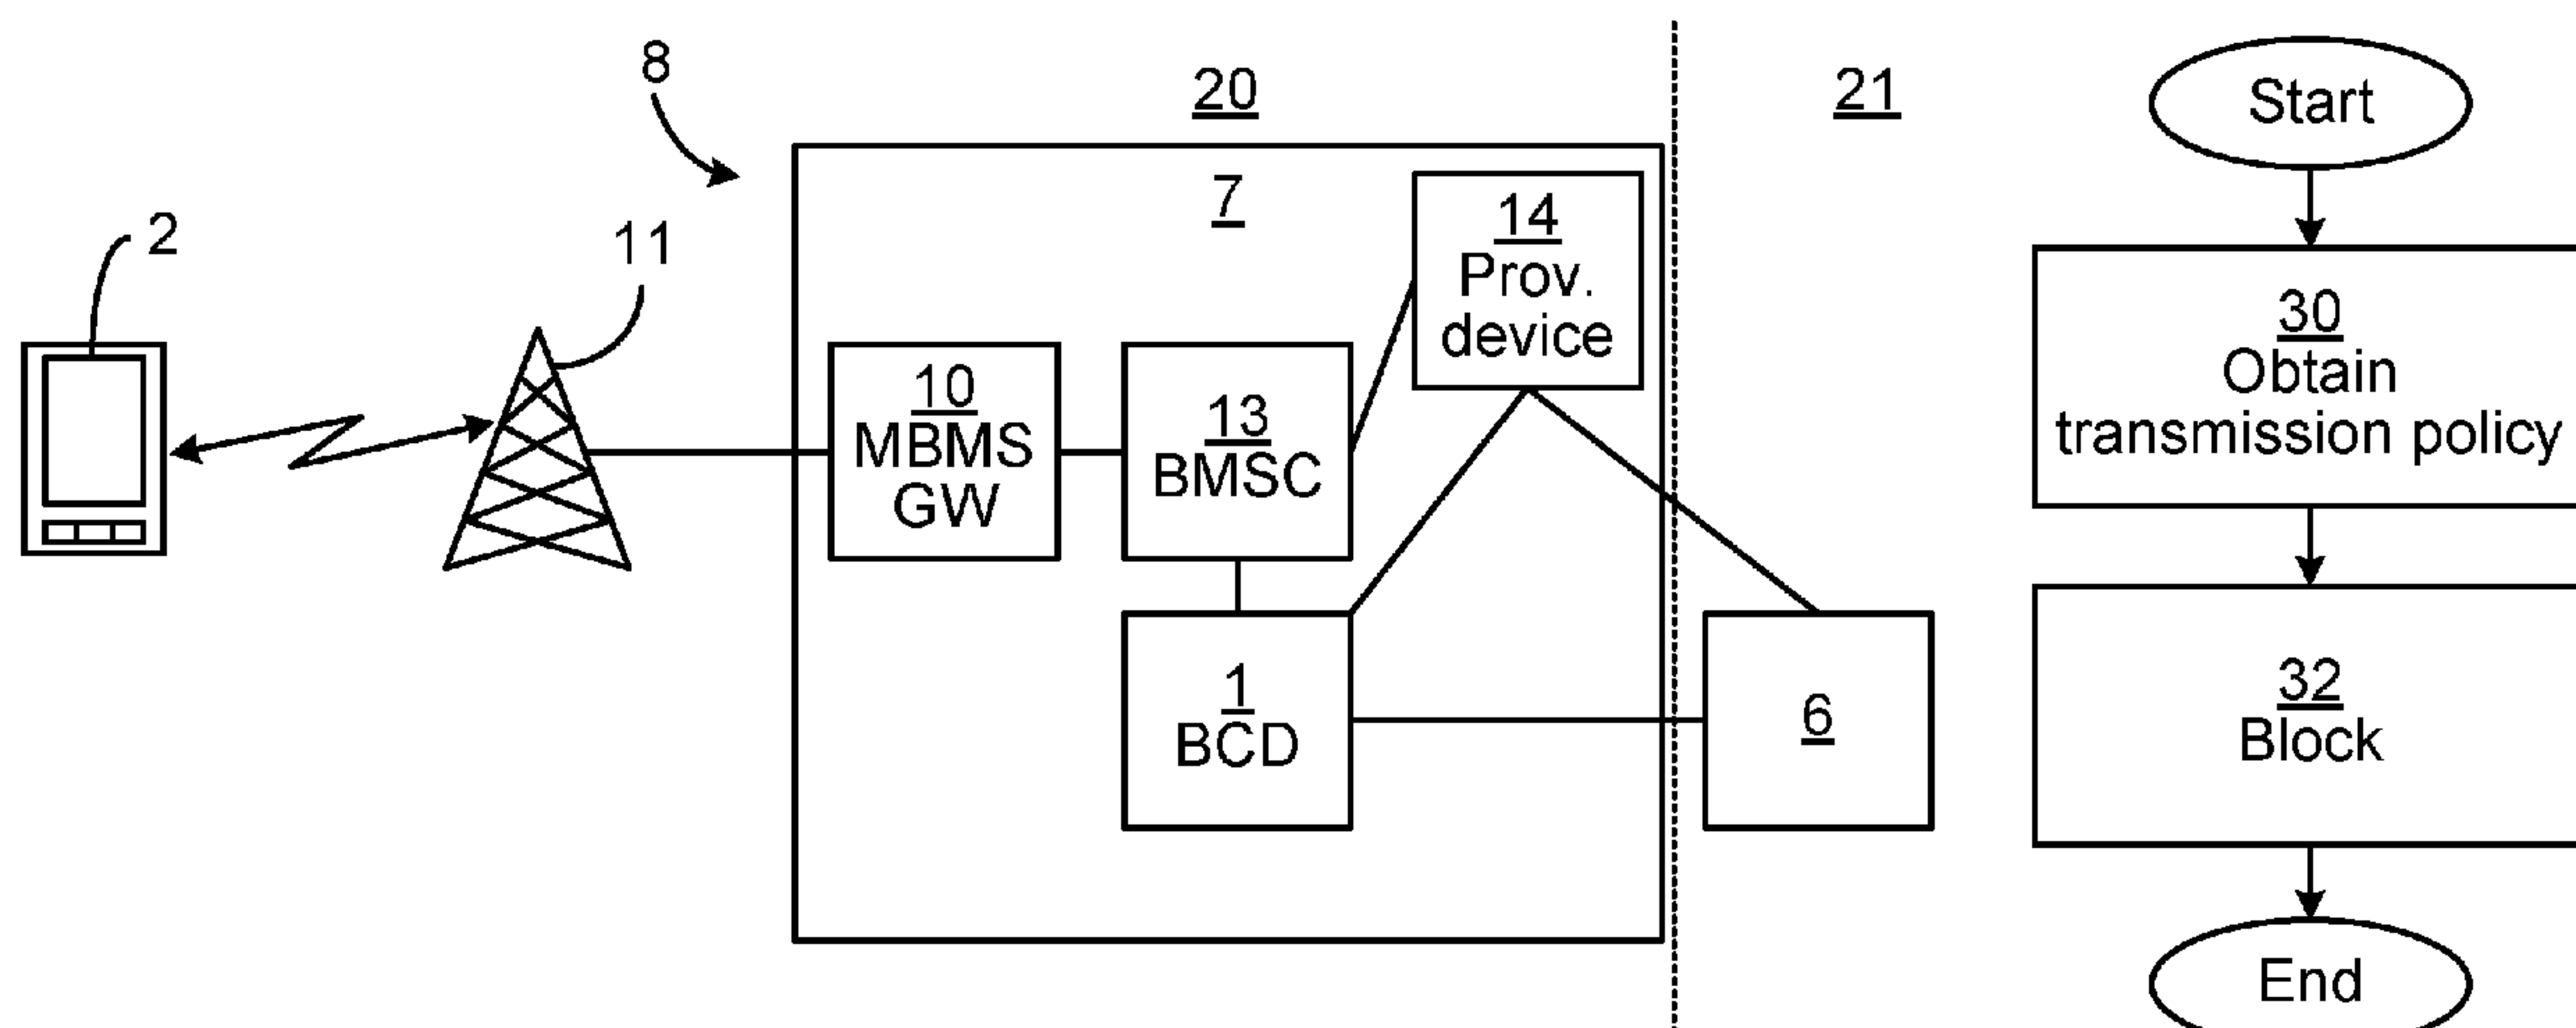 8
20
21
2
11
7
14
Prov.
device
10
MBMS
GW
13
BMSC
1
BCD
6
Start
30
Obtain
transmission policy
32
Block
End